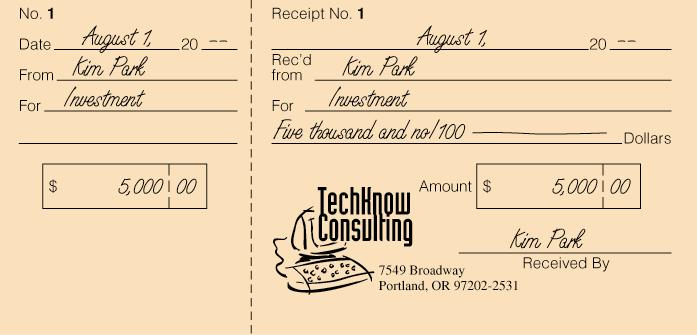 No. 1
Date August 1, 20 --
From Kim Park
For Investment
$ 5,000 00
Receipt No. 1
August 1, 20 --
Rec'd from Kim Park
For Investment
Five thousand and no/100 Dollars
Amount $ 5,000 00
TechKnow
Consulting
7549 Broadway
Portland, OR 97202-2531
Kim Park
Received By